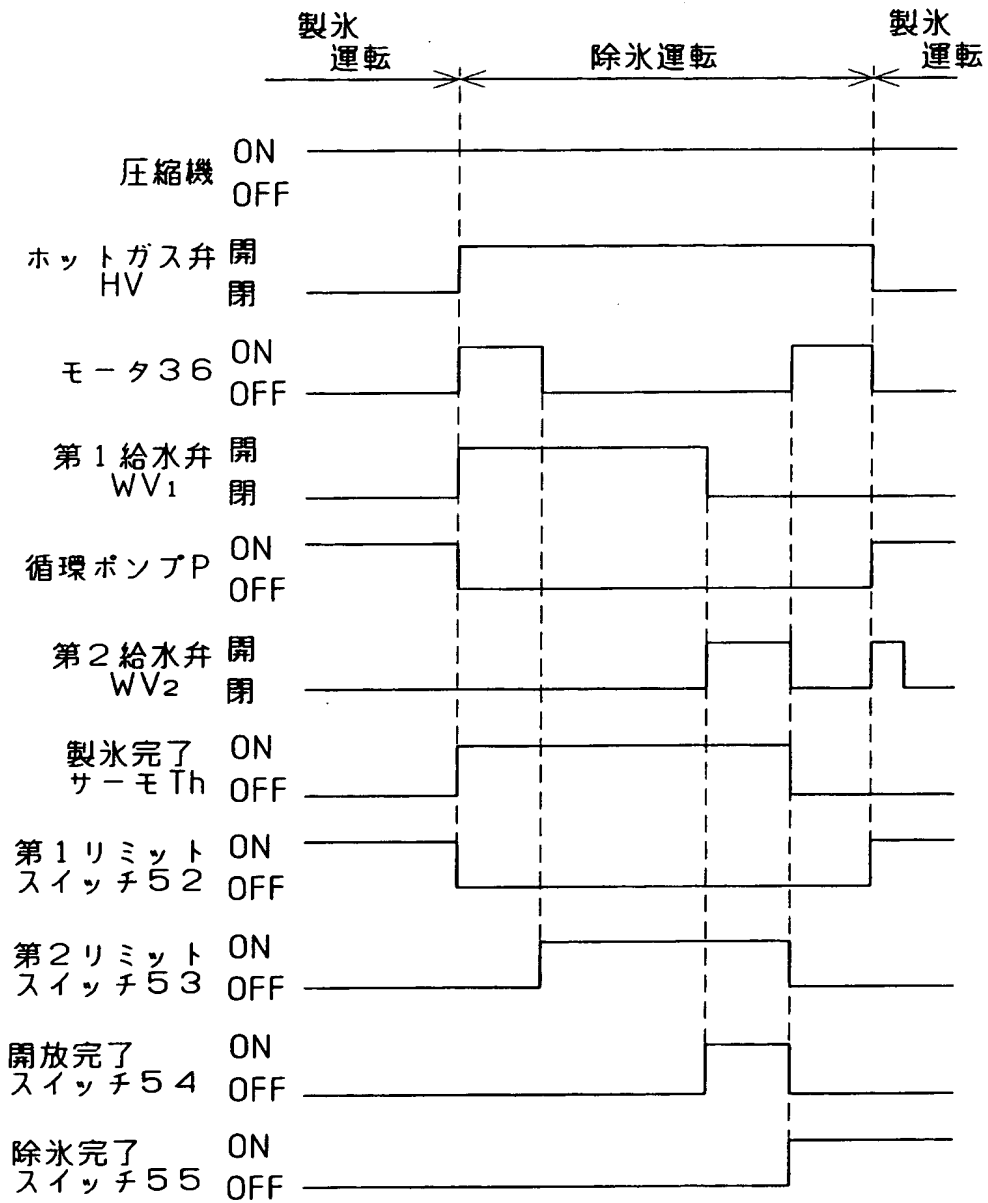 製氷
運転
除氷運転
製氷
運転
圧縮機
ON
OFF
ホットガス弁
HV
開
閉
モータ36
ON
OFF
第1給水弁
WV1
開
閉
循環ポンプP
ON
OFF
第2給水弁
WV2
開
閉
製氷完了
サーモTh
ON
OFF
第1リミット
スイッチ52
ON
OFF
第2リミット
スイッチ53
ON
OFF
開放完了
スイッチ54
ON
OFF
除氷完了
スイッチ55
ON
OFF